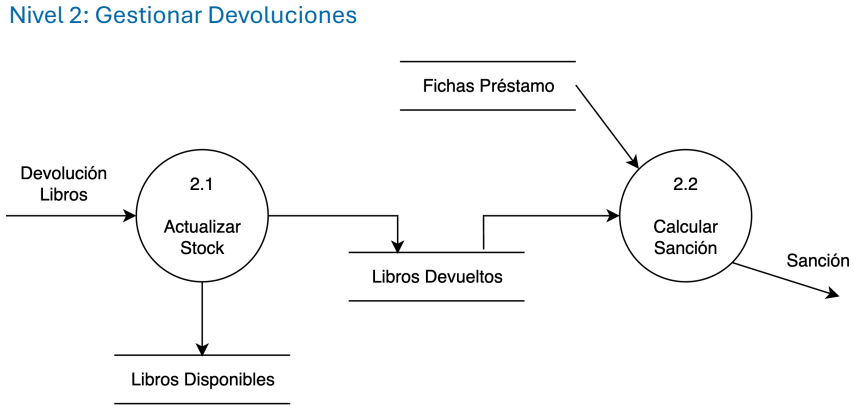 Nivel 2: Gestionar Devoluciones
Fichas Préstamo
Devolución
Libros
2.1
Actualizar
Stock
2.2
Calcular
Sanción
Sanción
Libros Devueltos
Libros Disponibles